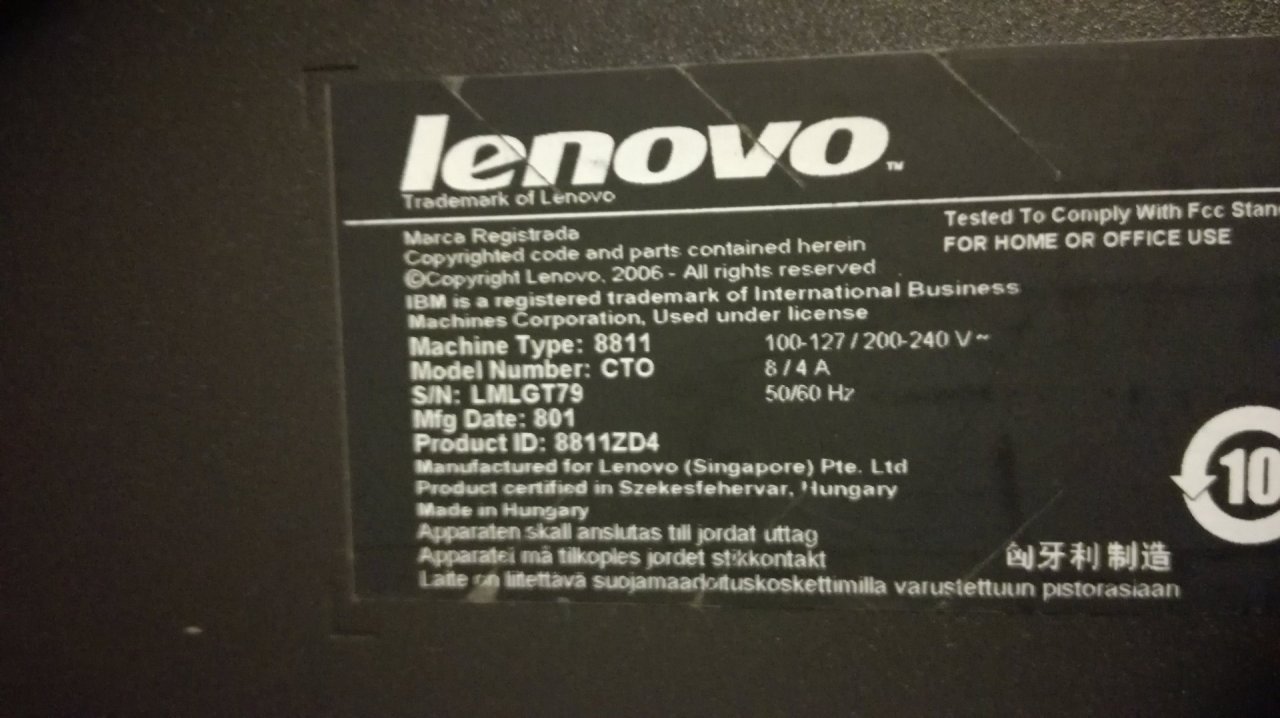 lenovo™
Trademark of Lenovo
Tested To Comply With Fcc Stan
FOR HOME OR OFFICE USE
Marca Registrada
Copyrighted code and parts contained herein
©Copyright Lenovo, 2006 - All rights reserved
IBM is a registered trademark of International Business
Machines Corporation, Used under license
Machine Type: 8811 100-127 / 200-240 V~
Model Number: CTO 8 / 4 A
S/N: LMLGT79 50/60 Hz
Mfg Date: 801
Product ID: 8811ZD4
Manufactured for Lenovo (Singapore) Pte. Ltd
Product certified in Szekesfehervar, Hungary
Made in Hungary
10
Apparaten skall anslutas till jordat uttag
Apparatei må tilkoples jordet stikkontakt
匈牙利制造
Laite on liitettävä suojamaadoituskoskettimilla varustettuun pistorasiaan